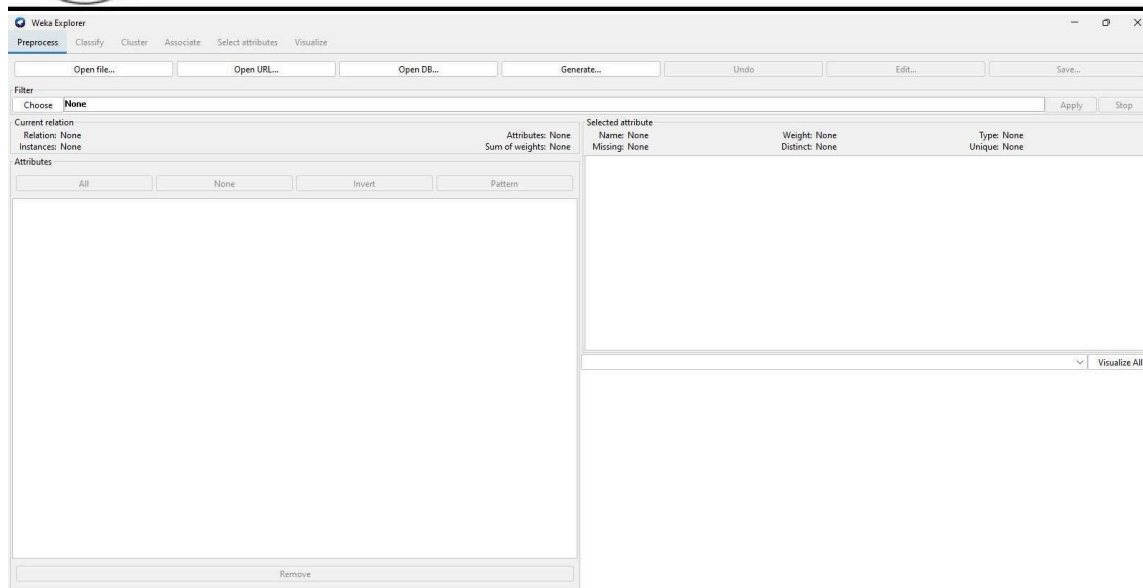 Weka Explorer
Preprocess Classify Cluster Associate Select attributes Visualize
Open file... Open URL... Open DB... Generate... Undo Edit... Save...
Filter
Choose None Apply Stop
Current relation
Relation: None Attributes: None
Instances: None Sum of weights: None
Attributes
All None Invert Pattern
Remove
Selected attribute
Name: None Weight: None Type: None
Missing: None Distinct: None Unique: None
Visualize All